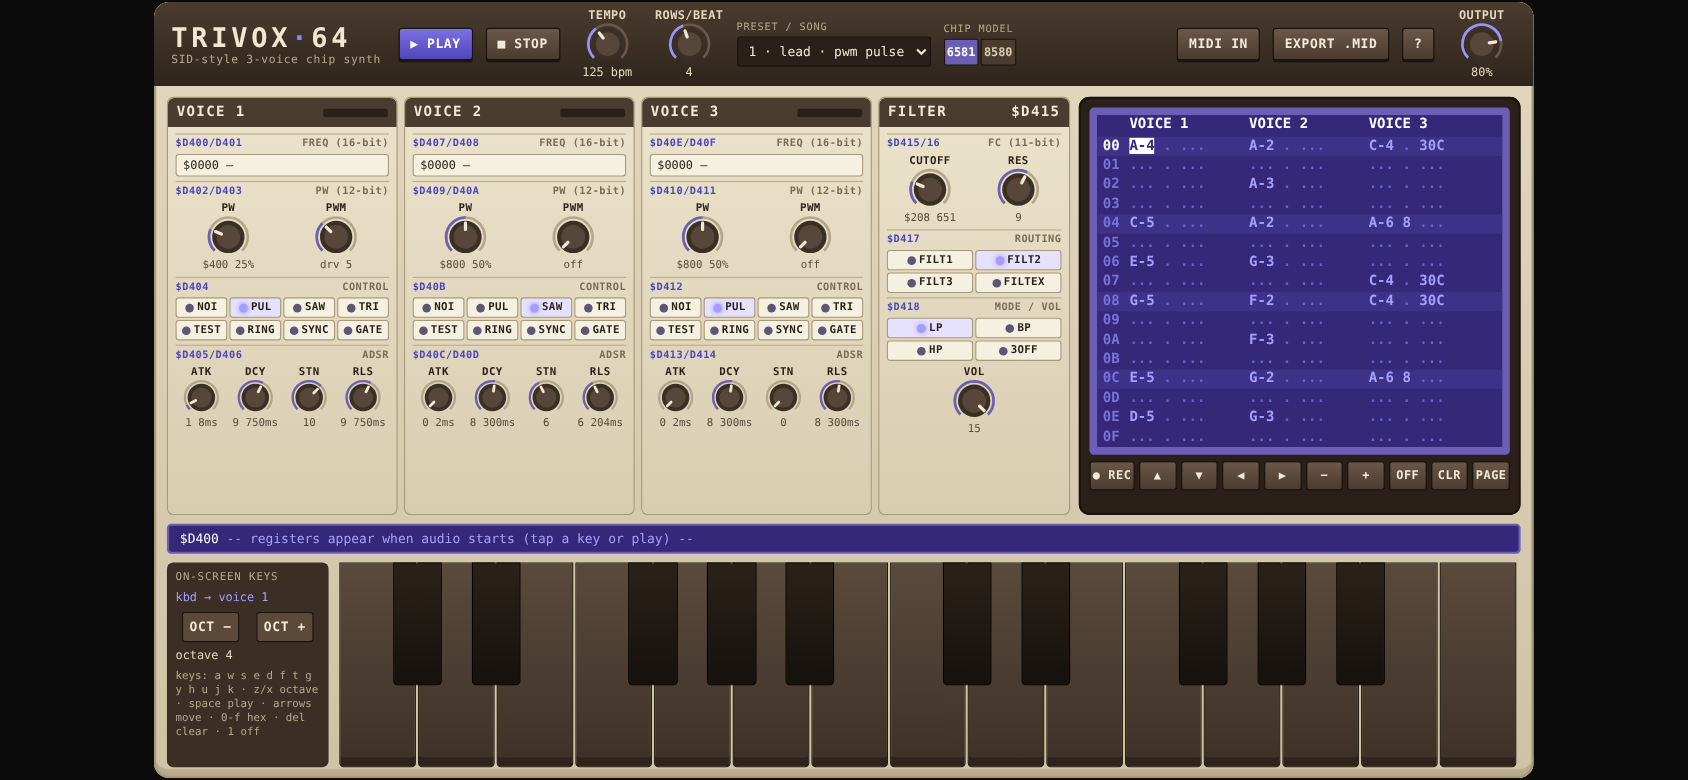 TRIVOX·64
SID-style 3-voice chip synth
▶ PLAY
■ STOP
TEMPO
125 bpm
ROWS/BEAT
4
PRESET / SONG
1 · lead · pwm pulse
CHIP MODEL
6581 8580
MIDI IN
EXPORT .MID
?
OUTPUT
80%
VOICE 1
$D400/D401 FREQ (16-bit)
$0000 —
$D402/D403 PW (12-bit)
PW PWM
$400 25% drv 5
$D404 CONTROL
NOI PUL SAW TRI
TEST RING SYNC GATE
$D405/D406 ADSR
ATK DCY STN RLS
1 8ms 9 750ms 10 9 750ms
VOICE 2
$D407/D408 FREQ (16-bit)
$0000 —
$D409/D40A PW (12-bit)
PW PWM
$800 50% off
$D40B CONTROL
NOI PUL SAW TRI
TEST RING SYNC GATE
$D40C/D40D ADSR
ATK DCY STN RLS
0 2ms 8 300ms 6 6 204ms
VOICE 3
$D40E/D40F FREQ (16-bit)
$0000 —
$D410/D411 PW (12-bit)
PW PWM
$800 50% off
$D412 CONTROL
NOI PUL SAW TRI
TEST RING SYNC GATE
$D413/D414 ADSR
ATK DCY STN RLS
0 2ms 8 300ms 0 8 300ms
FILTER $D415
$D415/16 FC (11-bit)
CUTOFF RES
$208 651 9
$D417 ROUTING
FILT1 FILT2
FILT3 FILTEX
$D418 MODE / VOL
LP BP
HP 3OFF
VOL
15
VOICE 1 VOICE 2 VOICE 3
00 A-4 . ... A-2 . ... C-4 . 30C
01 ... . ... ... . ... ... . ...
02 ... . ... A-3 . ... ... . ...
03 ... . ... ... . ... ... . ...
04 C-5 . ... A-2 . ... A-6 8 ...
05 ... . ... ... . ... ... . ...
06 E-5 . ... G-3 . ... ... . ...
07 ... . ... ... . ... C-4 . 30C
08 G-5 . ... F-2 . ... C-4 . 30C
09 ... . ... ... . ... ... . ...
0A ... . ... F-3 . ... ... . ...
0B ... . ... ... . ... ... . ...
0C E-5 . ... G-2 . ... A-6 8 ...
0D ... . ... ... . ... ... . ...
0E D-5 . ... G-3 . ... ... . ...
0F ... . ... ... . ... ... . ...
● REC ▲ ▼ ◀ ▶ − + OFF CLR PAGE
$D400 -- registers appear when audio starts (tap a key or play) --
ON-SCREEN KEYS
kbd → voice 1
OCT − OCT +
octave 4
keys: a w s e d f t g
y h u j k · z/x octave
· space play · arrows
move · 0-f hex · del
clear · 1 off